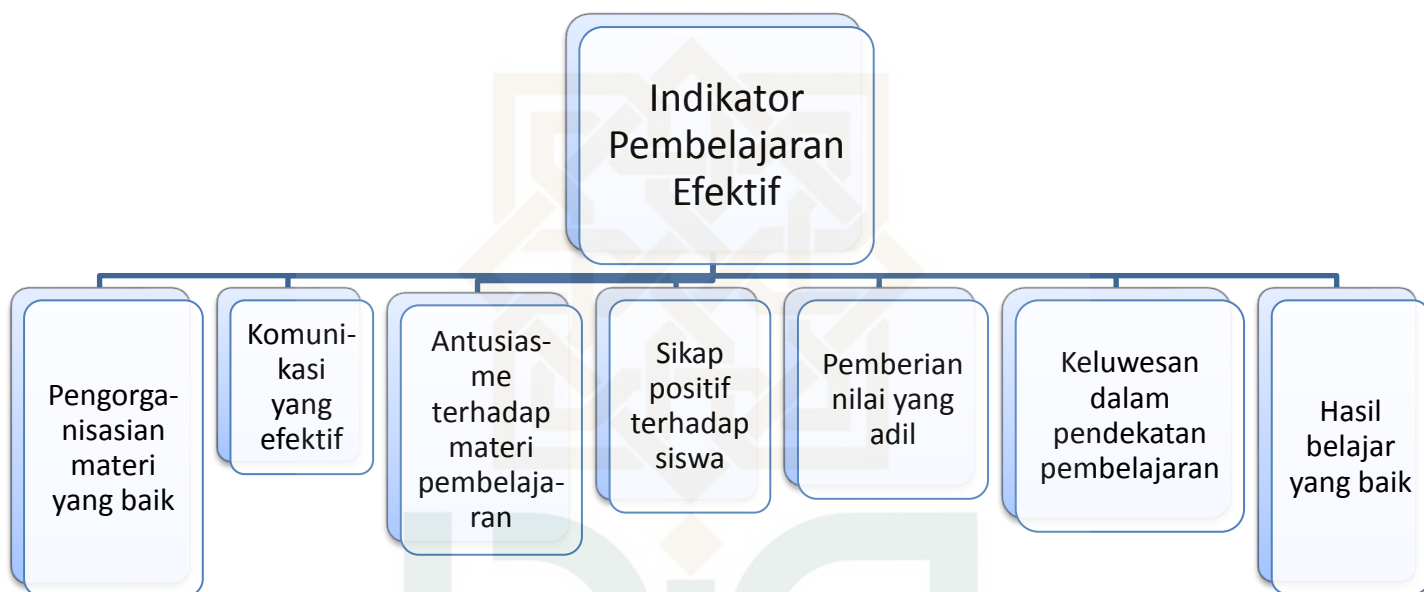 Indikator
Pembelajaran
Efektif
Pengorga-
nisasian
materi
yang baik
Komuni-
kasi
yang
efektif
Antusias-
me
terhadap
materi
pembelaja-
ran
Sikap
positif
terhadap
siswa
Pemberian
nilai yang
adil
Keluwesan
dalam
pendekatan
pembelajaran
Hasil
belajar
yang baik